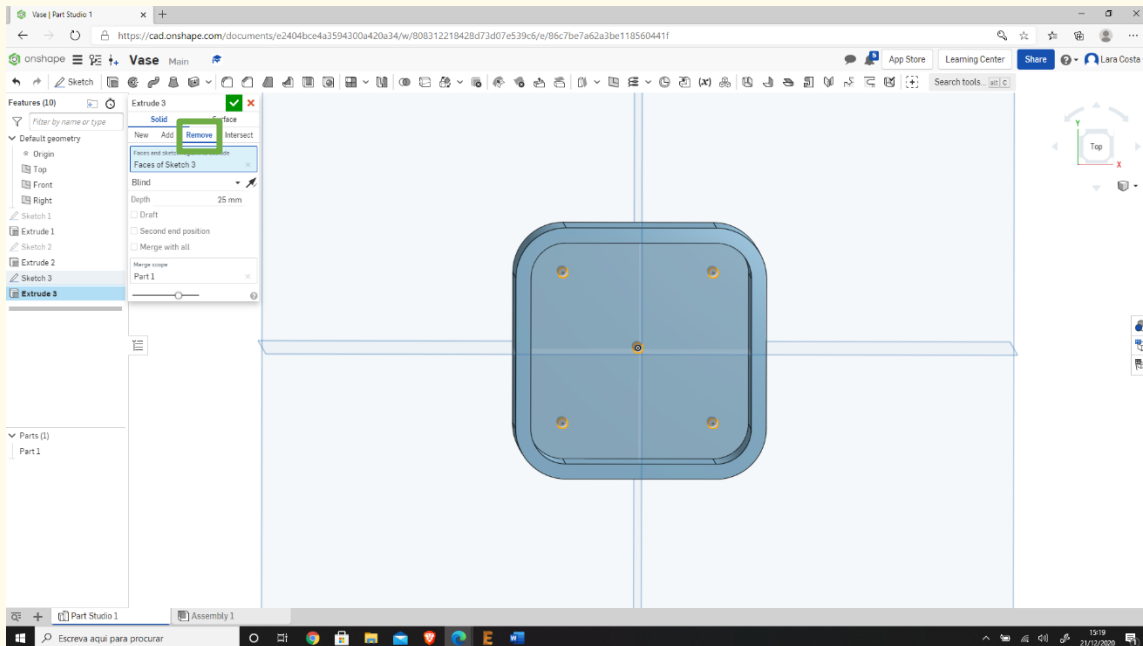 Vase | Part Studio 1
https://cad.onshape.com/documents/e2404bce4a3594300a420a34/w/808312218428d73d07e539c6/e/86c7be7a62a3be118560441f
onshape Vase Main App Store Learning Center Share Lara Costa
Sketch Search tools... alt C
Features (10)
Filter by name or type
Default geometry
Origin
Top
Front
Right
Sketch 1
Extrude 1
Sketch 2
Extrude 2
Sketch 3
Extrude 3
Extrude 3
Solid Surface
New Add Remove Intersect
Faces and sketch
Faces of Sketch 3
Blind
Depth 25 mm
Draft
Second end position
Merge with all
Merge scope
Part 1
Y
Top
X
Parts (1)
Part 1
Part Studio 1 Assembly 1
Escreva aqui para procurar
15:19
21/12/2020